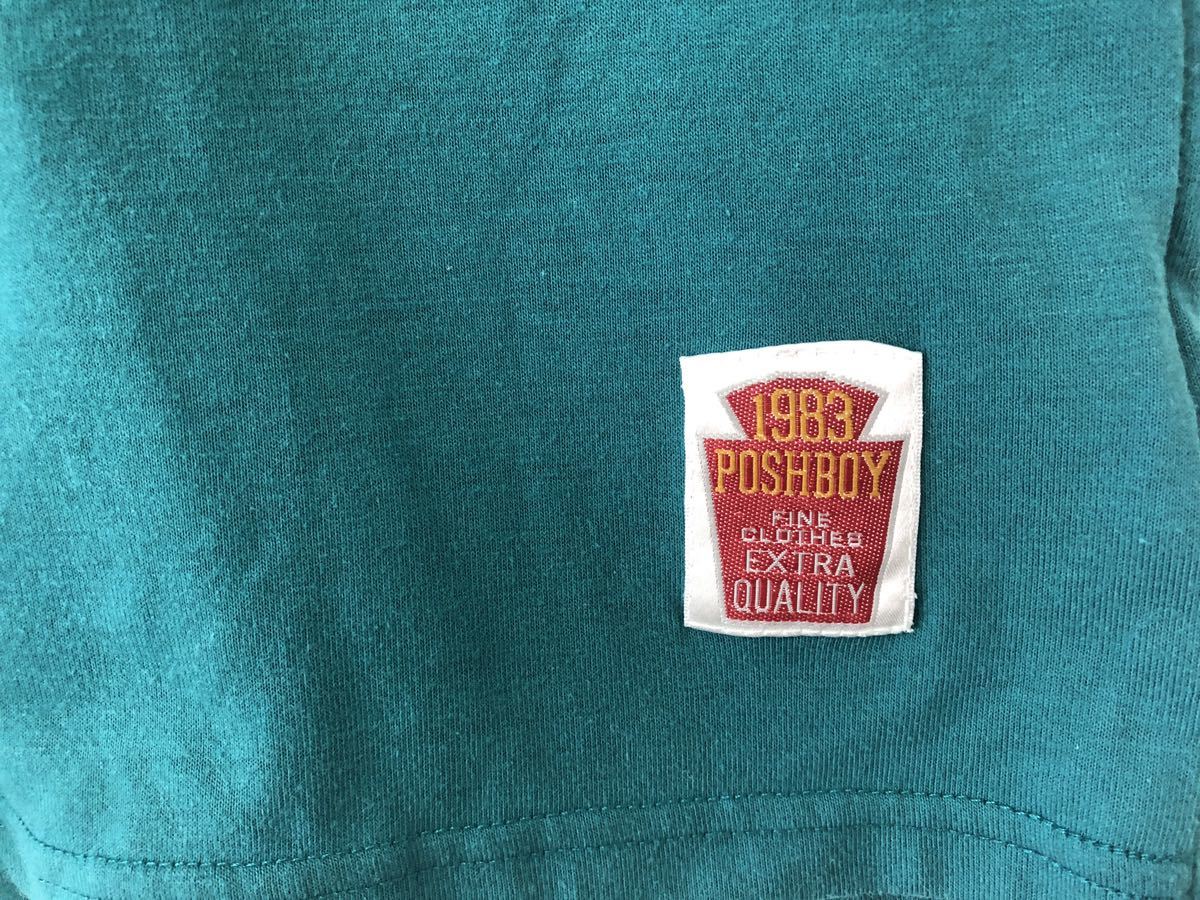 1983
POSHBOY
FINE
CLOTHES
EXTRA
QUALITY